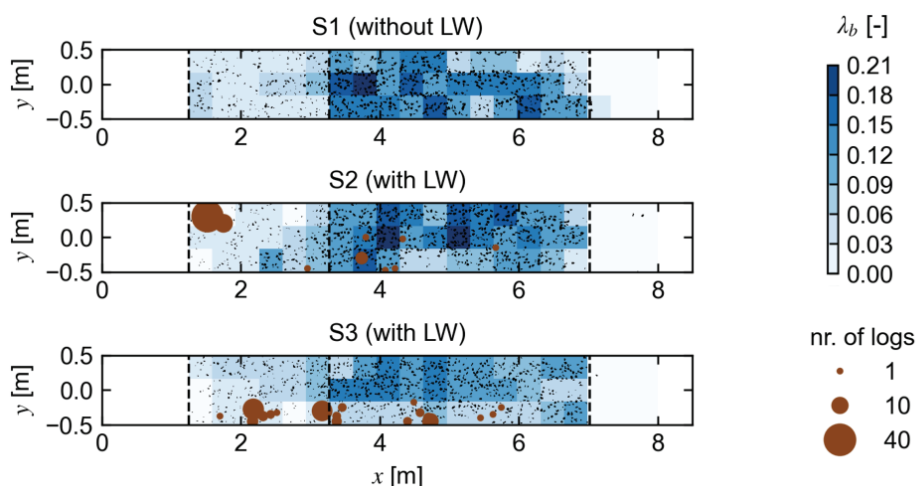 S1 (without LW)
λb [-]
y [m]
0.5
0.0
−0.5
0 2 4 6 8
0.21
0.18
0.15
0.12
0.09
0.06
0.03
0.00
S2 (with LW)
y [m]
0.5
0.0
−0.5
0 2 4 6 8
S3 (with LW)
y [m]
0.5
0.0
−0.5
0 2 4 6 8
x [m]
nr. of logs
1
10
40